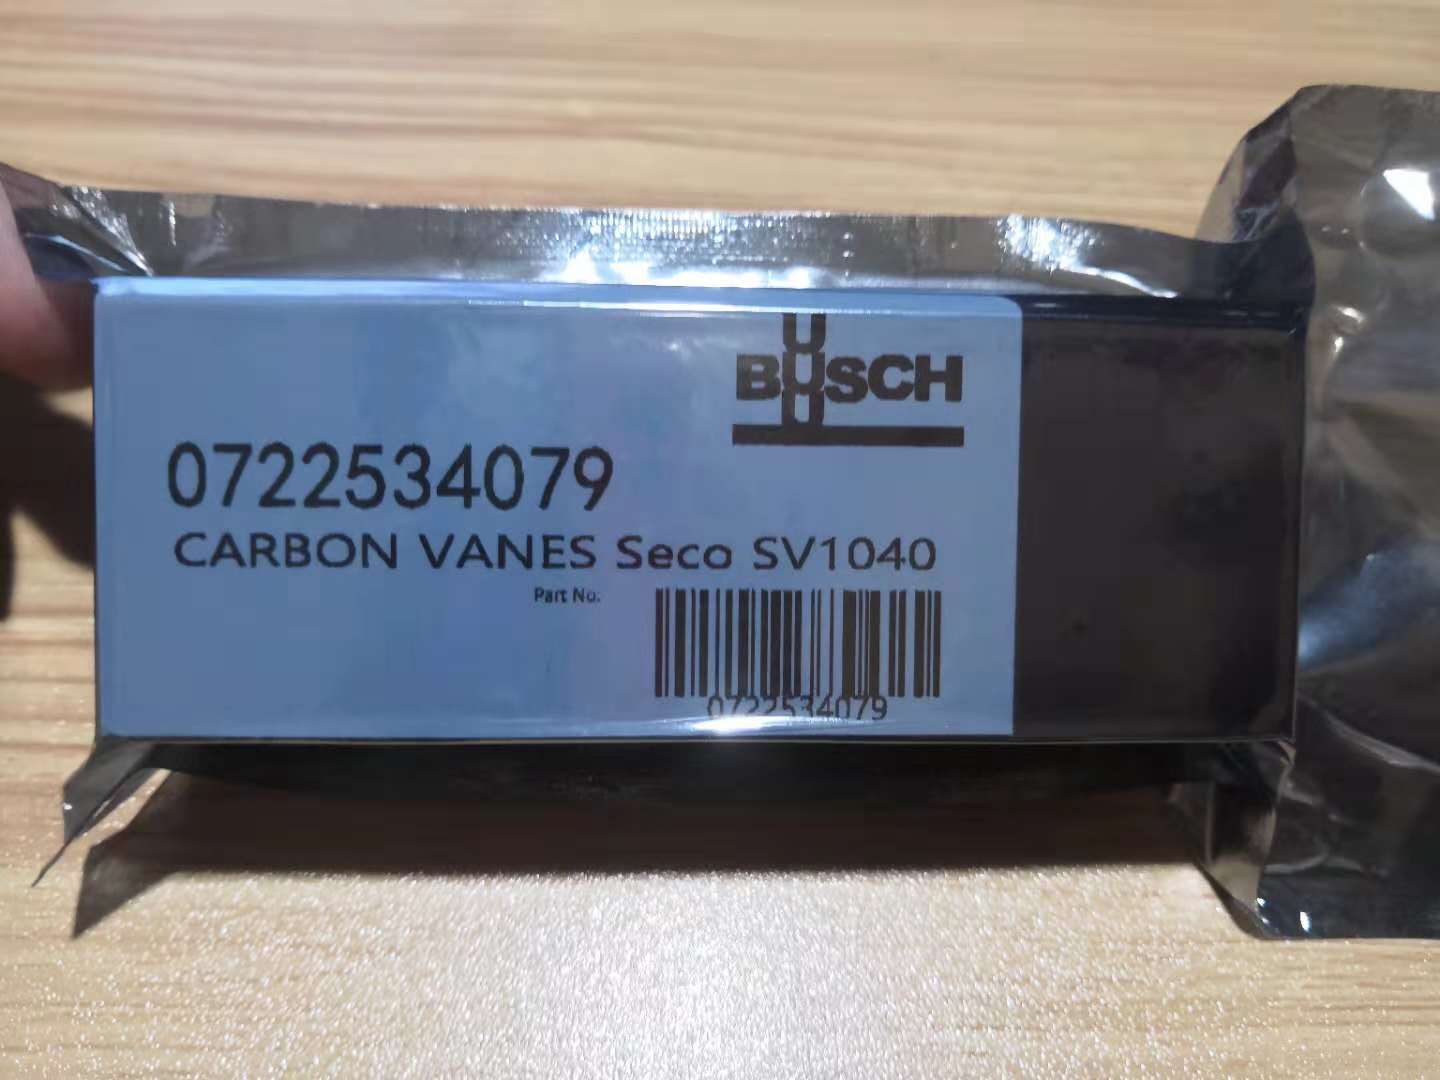 BUSCH
0722534079
CARBON VANES Seco SV1040
Part No.
0722534079